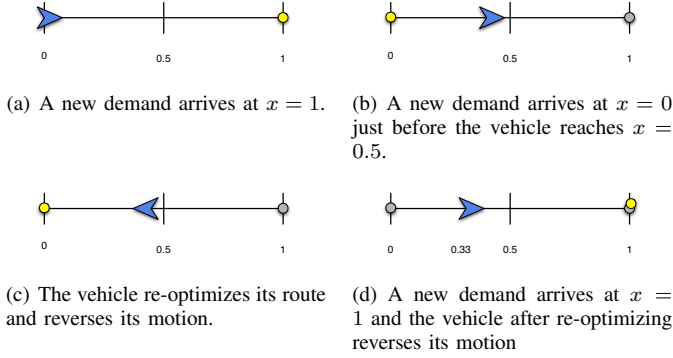 0 0.5 1
0 0.5 1
(a) A new demand arrives at x = 1.
(b) A new demand arrives at x = 0
just before the vehicle reaches x =
0.5.
0 0.5 1
0 0.33 0.5 1
(c) The vehicle re-optimizes its route
and reverses its motion.
(d) A new demand arrives at x =
1 and the vehicle after re-optimizing
reverses its motion